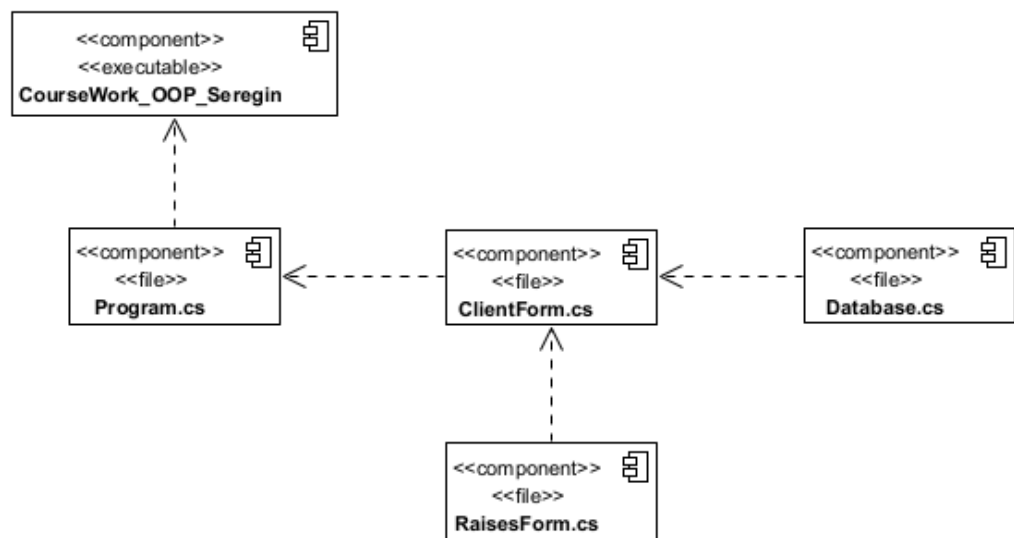 <<component>>
<<executable>>
CourseWork_OOP_Seregin
<<component>>
<<file>>
Program.cs
<<component>>
<<file>>
ClientForm.cs
<<component>>
<<file>>
Database.cs
<<component>>
<<file>>
RaisesForm.cs